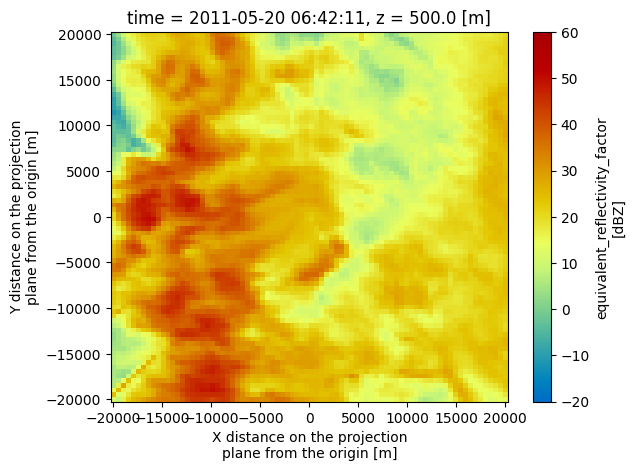 time = 2011-05-20 06:42:11, z = 500.0 [m]
20000
15000
10000
5000
0
−5000
−10000
−15000
−20000
Y distance on the projection
plane from the origin [m]
−20000−15000−10000−5000 0 5000 10000 15000 20000
X distance on the projection
plane from the origin [m]
60
50
40
30
20
10
0
−10
−20
equivalent_reflectivity_factor
[dBZ]